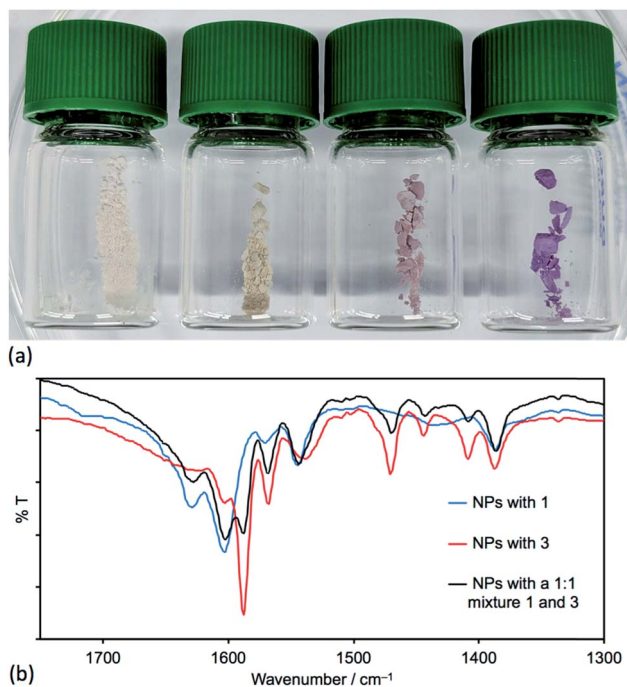 (a)
% T
NPs with 1
NPs with 3
NPs with a 1:1
mixture 1 and 3
1700 1600 1500 1400 1300
(b)
Wavenumber / cm⁻¹